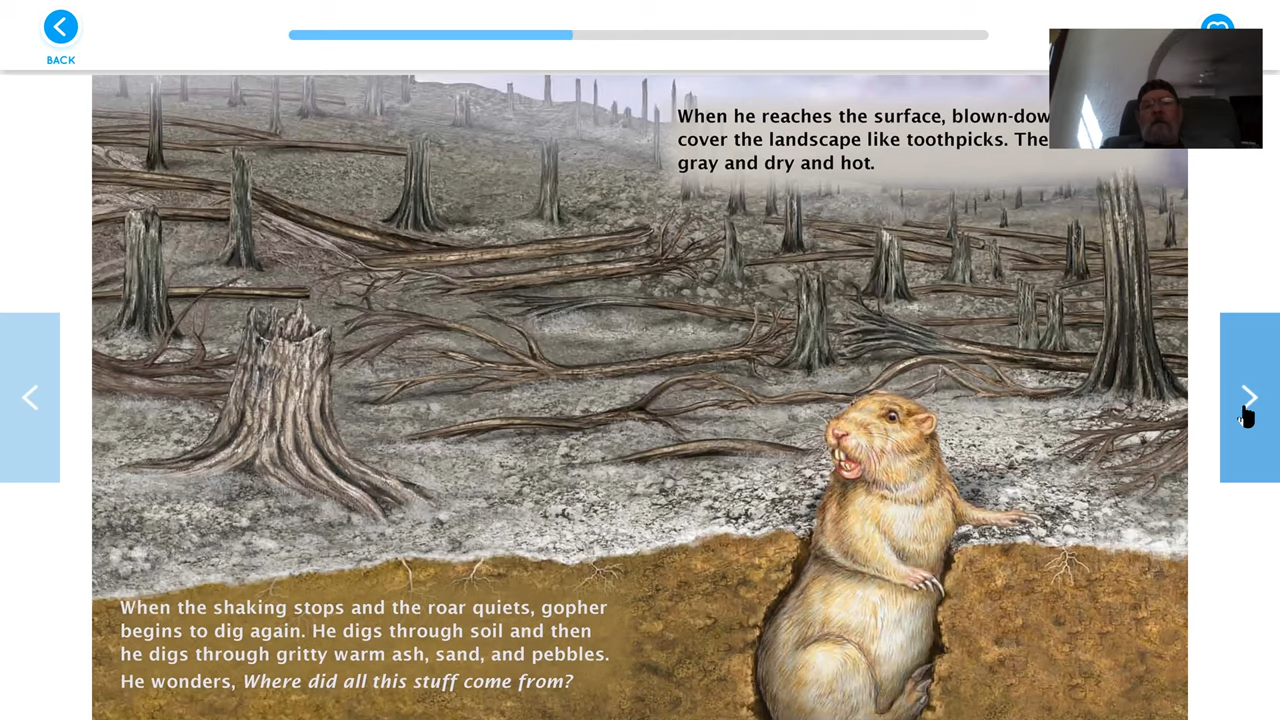 BACK
When he reaches the surface, blown-dow
cover the landscape like toothpicks. The
gray and dry and hot.
When the shaking stops and the roar quiets, gopher
begins to dig again. He digs through soil and then
he digs through gritty warm ash, sand, and pebbles.
He wonders, Where did all this stuff come from?